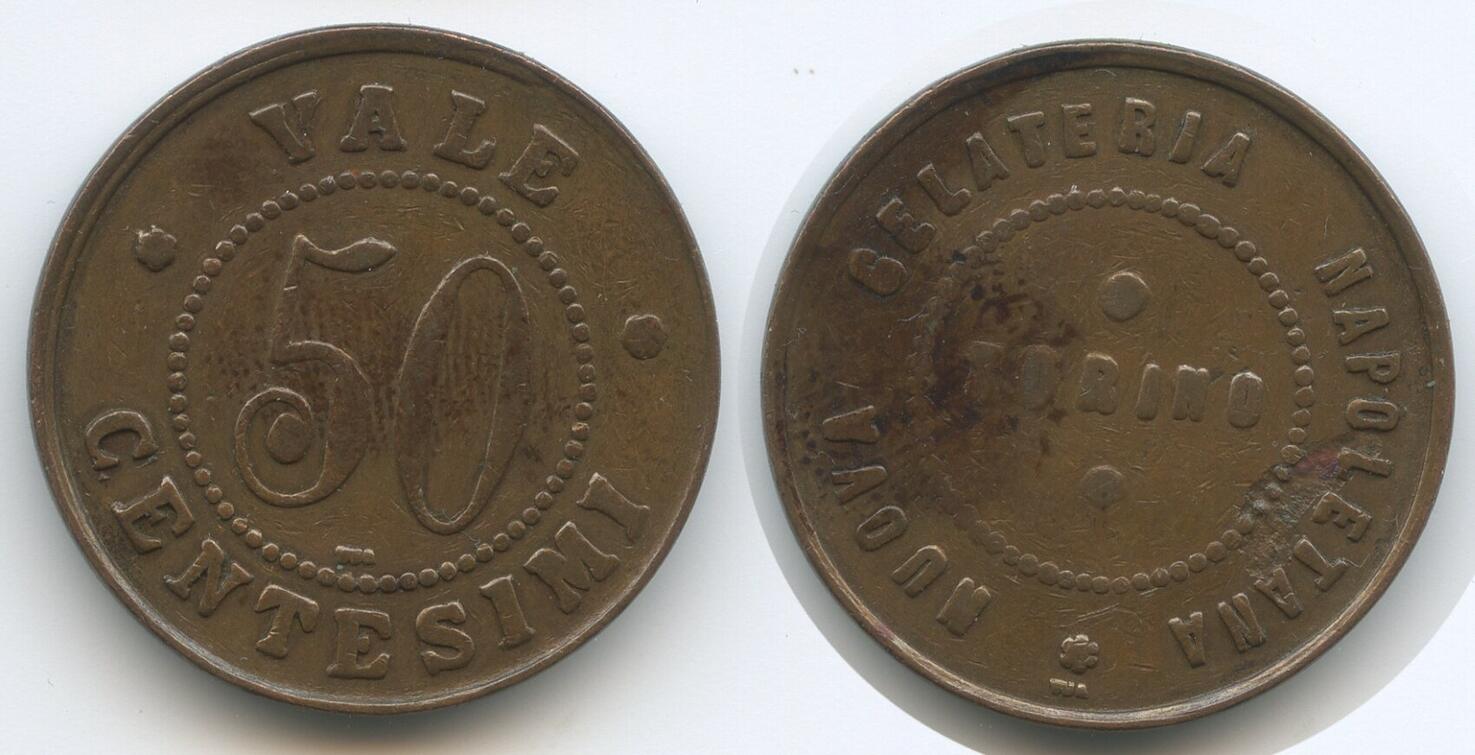 VALE
50
CENTESIMI
NUOVA GELATERIA NAPOLETANA
TORINO